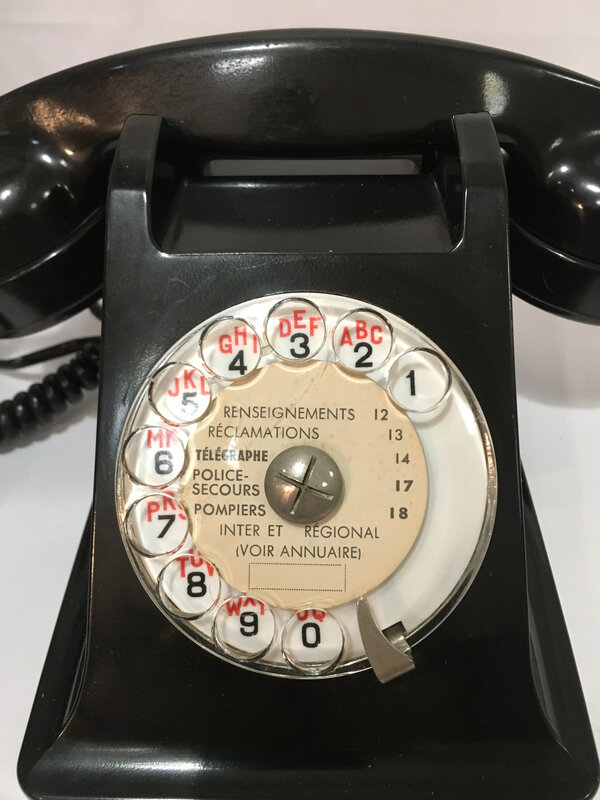 1
ABC
2
DEF
3
GHI
4
JKL
5
6
7
8
9
0
RENSEIGNEMENTS 12
RÉCLAMATIONS 13
TÉLÉGRAPHE 14
POLICE-
SECOURS 17
POMPIERS 18
INTER ET RÉGIONAL
(VOIR ANNUAIRE)